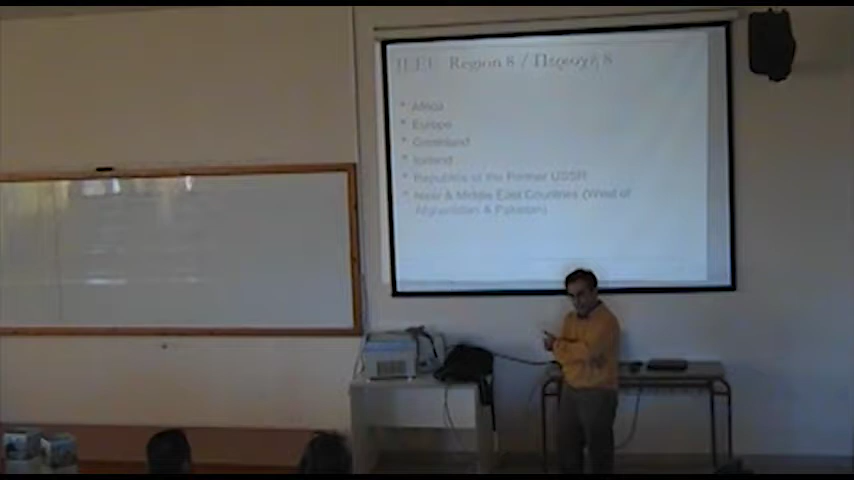 IEEE Region 8 / Περιοχή 8
* Africa
* Europe
* Greenland
* Iceland
* Republics of the Former USSR
* Near & Middle East Countries (West of
Afghanistan & Pakistan)